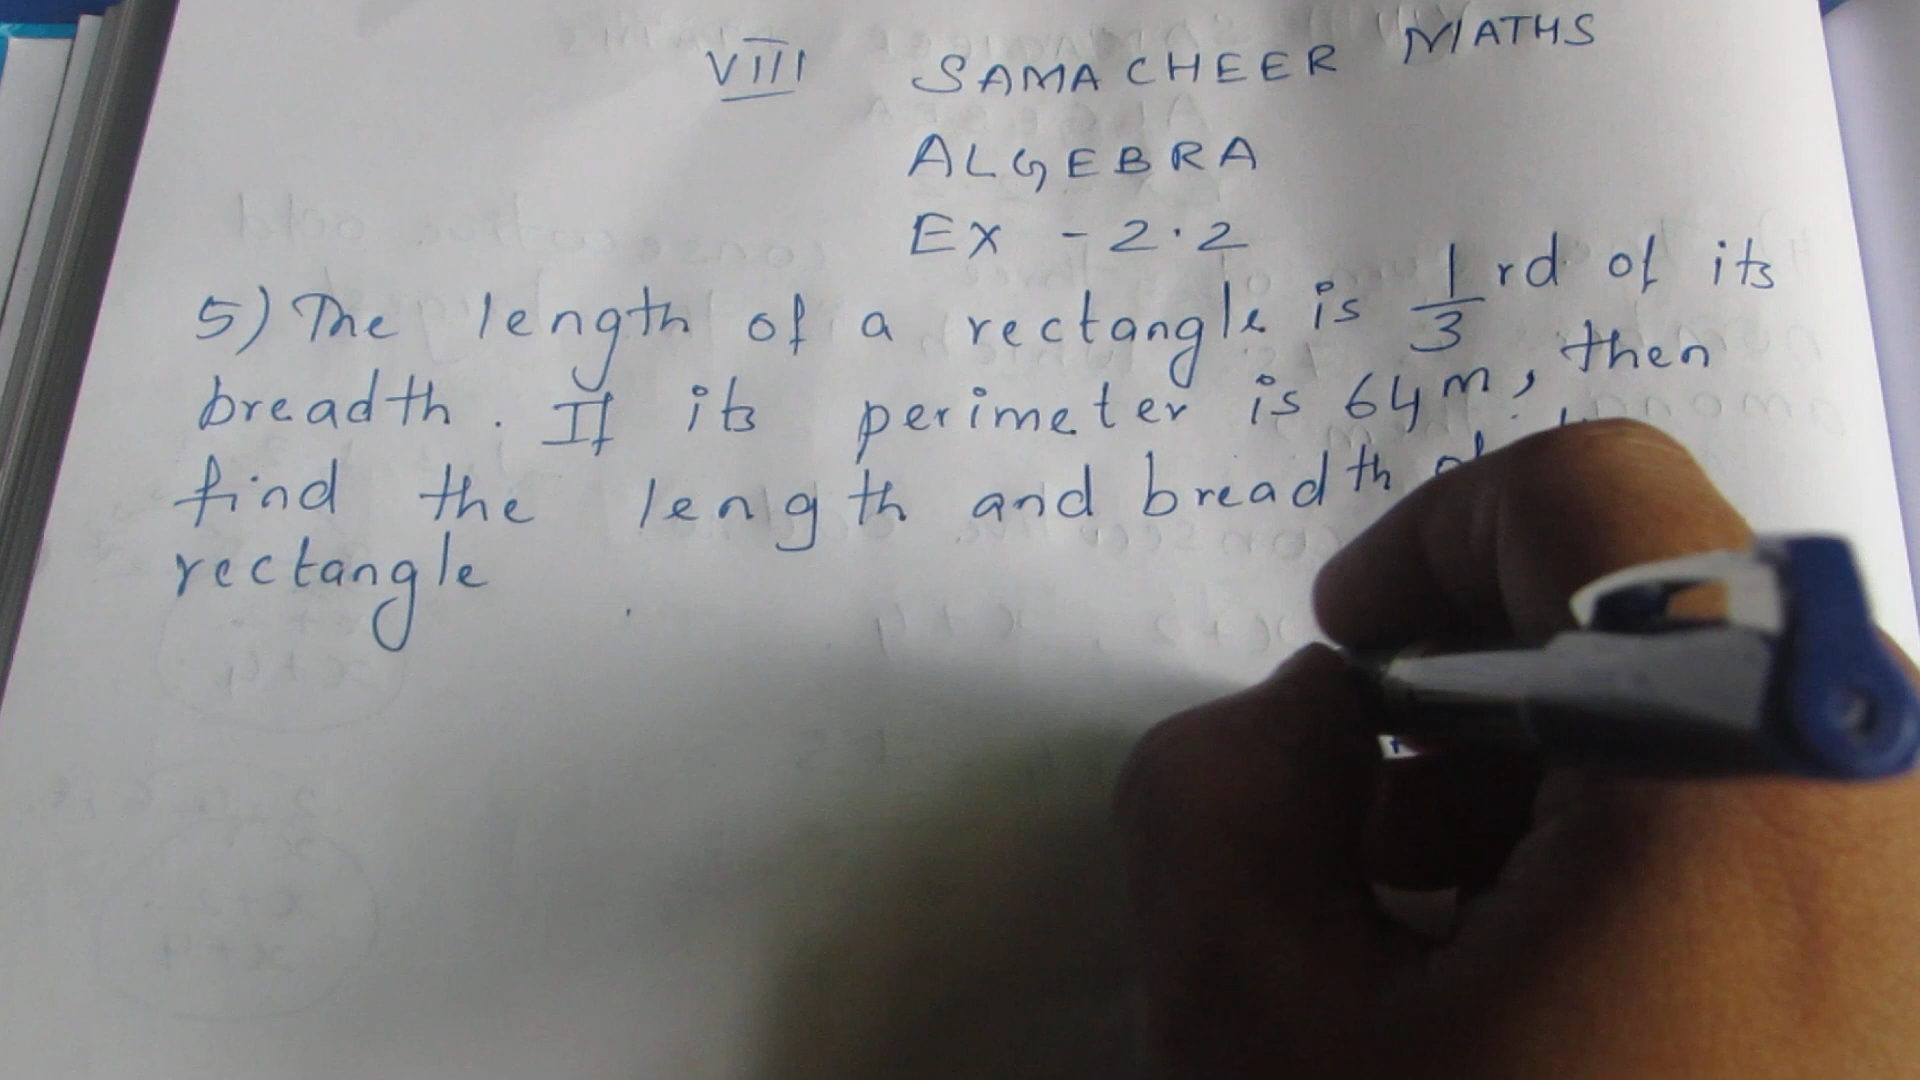 VIII SAMACHEER MATHS
ALGEBRA
EX - 2.2
5) The length of a rectangle is 1/3 rd of its
breadth. If its perimeter is 64m, then
find the length and breadth
rectangle